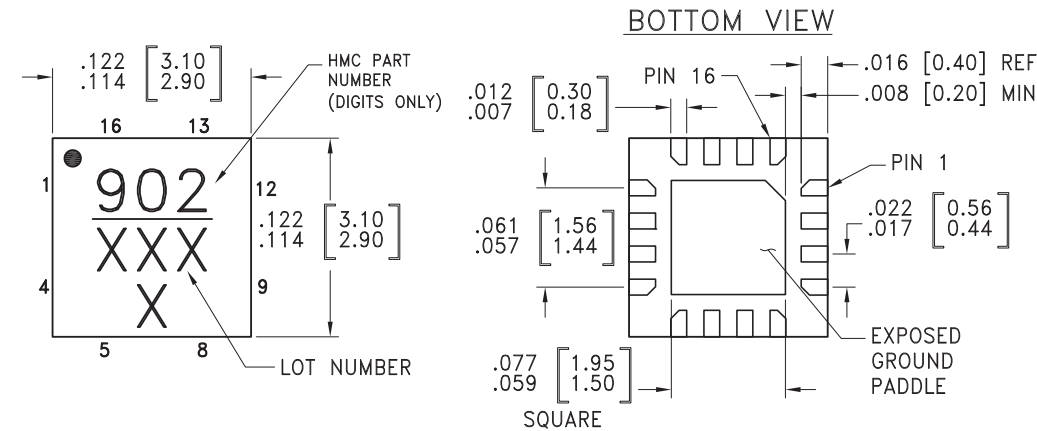 BOTTOM VIEW
.122 [3.10]
.114 [2.90]
HMC PART
NUMBER
(DIGITS ONLY)
16 13
1
902
XXX
X
12
4
9
5 8
.122 [3.10]
.114 [2.90]
LOT NUMBER
.012 [0.30]
.007 [0.18]
PIN 16
.016 [0.40] REF
.008 [0.20] MIN
PIN 1
.061 [1.56]
.057 [1.44]
.022 [0.56]
.017 [0.44]
.077 [1.95]
.059 [1.50]
SQUARE
EXPOSED
GROUND
PADDLE